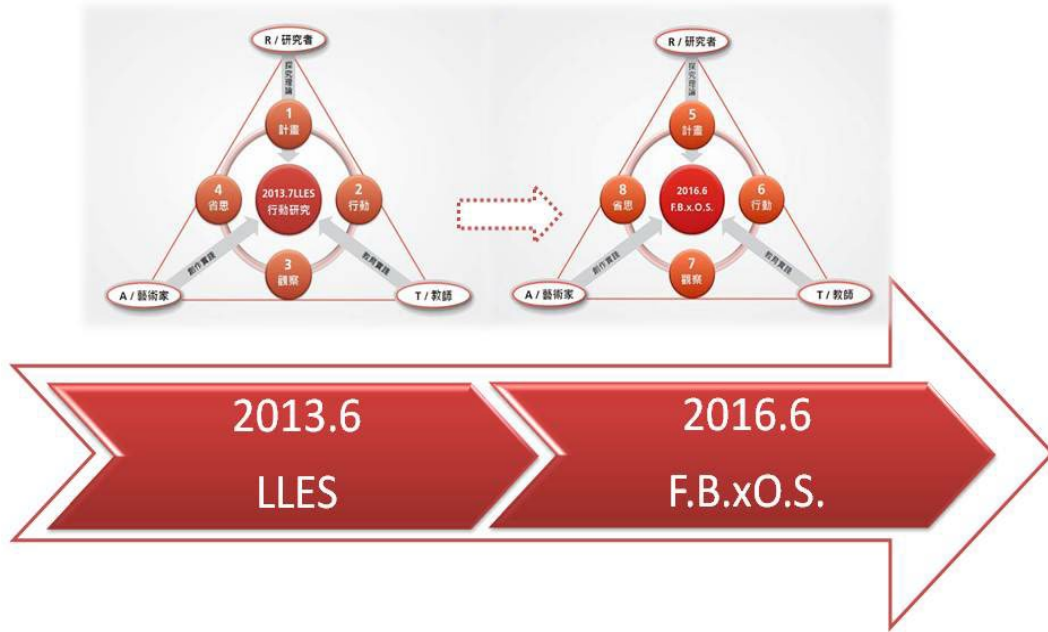 R / 研究者
探究理論
1
計畫
4
省思
2013.7LLES
行動研究
2
行動
3
觀察
創作實踐
教育實踐
A / 藝術家
T / 教師
R / 研究者
探究理論
5
計畫
8
省思
2016.6
F.B.xO.S.
6
行動
7
觀察
創作實踐
教育實踐
A / 藝術家
T / 教師
2013.6
LLES
2016.6
F.B.xO.S.